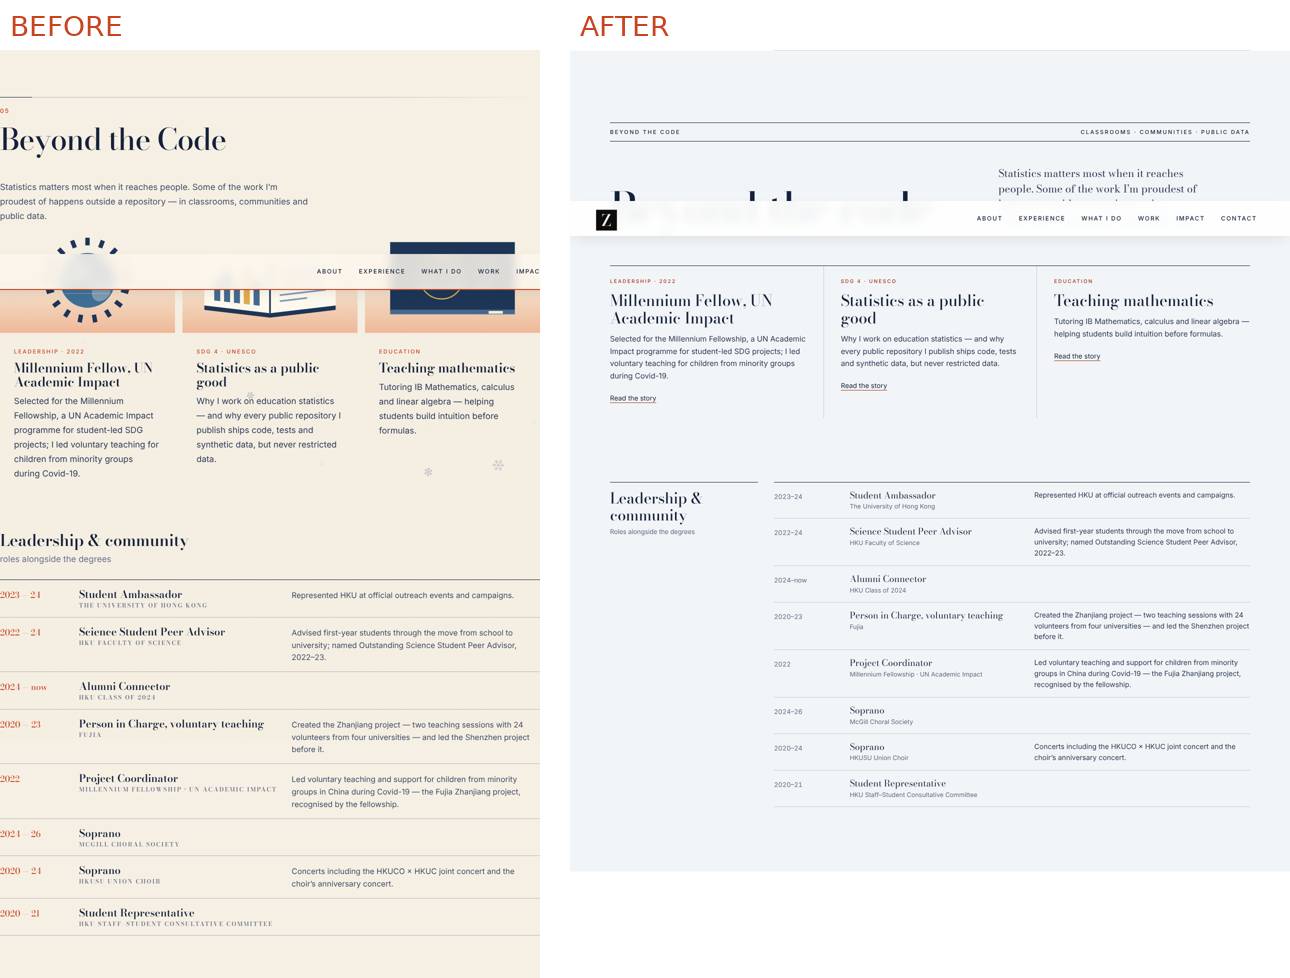 BEFORE
05
Beyond the Code
Statistics matters most when it reaches people. Some of the work I'm
proudest of happens outside a repository — in classrooms, communities and
public data.
ABOUT EXPERIENCE WHAT I DO WORK IMPAC
LEADERSHIP · 2022
Millennium Fellow, UN
Academic Impact
Selected for the Millennium
Fellowship, a UN Academic Impact
programme for student-led SDG
projects; I led voluntary teaching for
children from minority groups
during Covid-19.
SDG 4 · UNESCO
Statistics as a public
good
Why I work on education statistics
— and why every public repository I
publish ships code, tests and
synthetic data, but never restricted
data.
EDUCATION
Teaching mathematics
Tutoring IB Mathematics, calculus
and linear algebra — helping
students build intuition before
formulas.
Leadership & community
roles alongside the degrees
2023 – 24
Student Ambassador
THE UNIVERSITY OF HONG KONG
Represented HKU at official outreach events and campaigns.
2022 – 24
Science Student Peer Advisor
HKU FACULTY OF SCIENCE
Advised first-year students through the move from school to
university; named Outstanding Science Student Peer Advisor,
2022–23.
2024 – now
Alumni Connector
HKU CLASS OF 2024
2020 – 23
Person in Charge, voluntary teaching
FUJIA
Created the Zhanjiang project — two teaching sessions with 24
volunteers from four universities — and led the Shenzhen project
before it.
2022
Project Coordinator
MILLENNIUM FELLOWSHIP · UN ACADEMIC IMPACT
Led voluntary teaching and support for children from minority
groups in China during Covid-19 — the Fujia Zhanjiang project,
recognised by the fellowship.
2024 – 26
Soprano
MCGILL CHORAL SOCIETY
2020 – 24
Soprano
HKUSU UNION CHOIR
Concerts including the HKUCO × HKUC joint concert and the
choir's anniversary concert.
2020 – 21
Student Representative
HKU STAFF–STUDENT CONSULTATIVE COMMITTEE
AFTER
BEYOND THE CODE
CLASSROOMS · COMMUNITIES · PUBLIC DATA
Beyond the code
Statistics matters most when it reaches
people. Some of the work I'm proudest of
Z
ABOUT EXPERIENCE WHAT I DO WORK IMPACT CONTACT
LEADERSHIP · 2022
Millennium Fellow, UN
Academic Impact
Selected for the Millennium Fellowship, a UN Academic
Impact programme for student-led SDG projects; I led
voluntary teaching for children from minority groups
during Covid-19.
Read the story
SDG 4 · UNESCO
Statistics as a public
good
Why I work on education statistics — and why
every public repository I publish ships code, tests
and synthetic data, but never restricted data.
Read the story
EDUCATION
Teaching mathematics
Tutoring IB Mathematics, calculus and linear algebra —
helping students build intuition before formulas.
Read the story
Leadership &
community
Roles alongside the degrees
2023–24
Student Ambassador
The University of Hong Kong
Represented HKU at official outreach events and campaigns.
2022–24
Science Student Peer Advisor
HKU Faculty of Science
Advised first-year students through the move from school to
university; named Outstanding Science Student Peer Advisor,
2022–23.
2024–now
Alumni Connector
HKU Class of 2024
2020–23
Person in Charge, voluntary teaching
Fujia
Created the Zhanjiang project — two teaching sessions with 24
volunteers from four universities — and led the Shenzhen project
before it.
2022
Project Coordinator
Millennium Fellowship · UN Academic Impact
Led voluntary teaching and support for children from minority
groups in China during Covid-19 — the Fujia Zhanjiang project,
recognised by the fellowship.
2024–26
Soprano
McGill Choral Society
2020–24
Soprano
HKUSU Union Choir
Concerts including the HKUCO × HKUC joint concert and the
choir's anniversary concert.
2020–21
Student Representative
HKU Staff–Student Consultative Committee